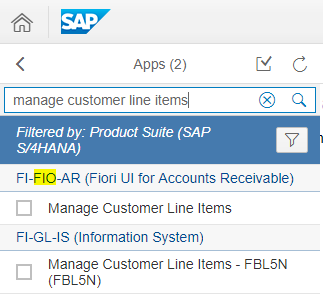 SAP
Apps (2)
manage customer line items
Filtered by: Product Suite (SAP
S/4HANA)
FI-FIO-AR (Fiori UI for Accounts Receivable)
Manage Customer Line Items
FI-GL-IS (Information System)
Manage Customer Line Items - FBL5N
(FBL5N)